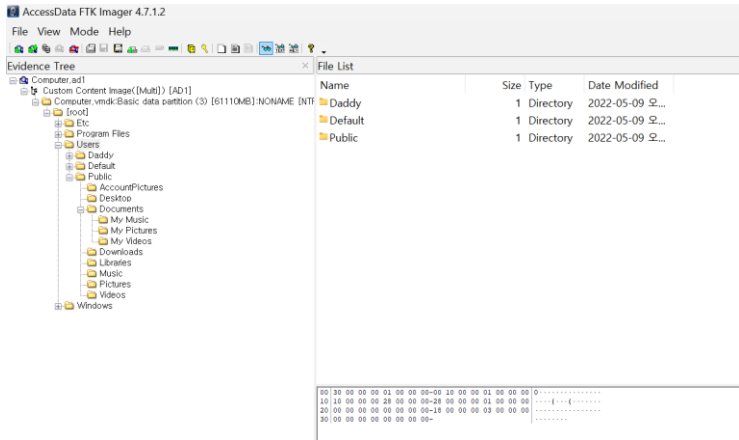 AccessData FTK Imager 4.7.1.2
File View Mode Help
Evidence Tree
Computer.ad1
Custom Content Image([Multi]) [AD1]
Computer.vmdk:Basic data partition (3) [61110MB]:NONAME [NTF
[root]
Etc
Program Files
Users
Daddy
Default
Public
AccountPictures
Desktop
Documents
My Music
My Pictures
My Videos
Downloads
Libraries
Music
Pictures
Videos
Windows
File List
Name Size Type Date Modified
Daddy 1 Directory 2022-05-09 오...
Default 1 Directory 2022-05-09 오...
Public 1 Directory 2022-05-09 오...
00 30 00 00 00 01 00 00 00-00 10 00 00 01 00 00 00 0···············
10 10 00 00 00 28 00 00 00-28 00 00 00 01 00 00 00 ····(···(·······
20 00 00 00 00 00 00 00 00-18 00 00 00 03 00 00 00 ················
30 00 00 00 00 00 00 00 00- ········